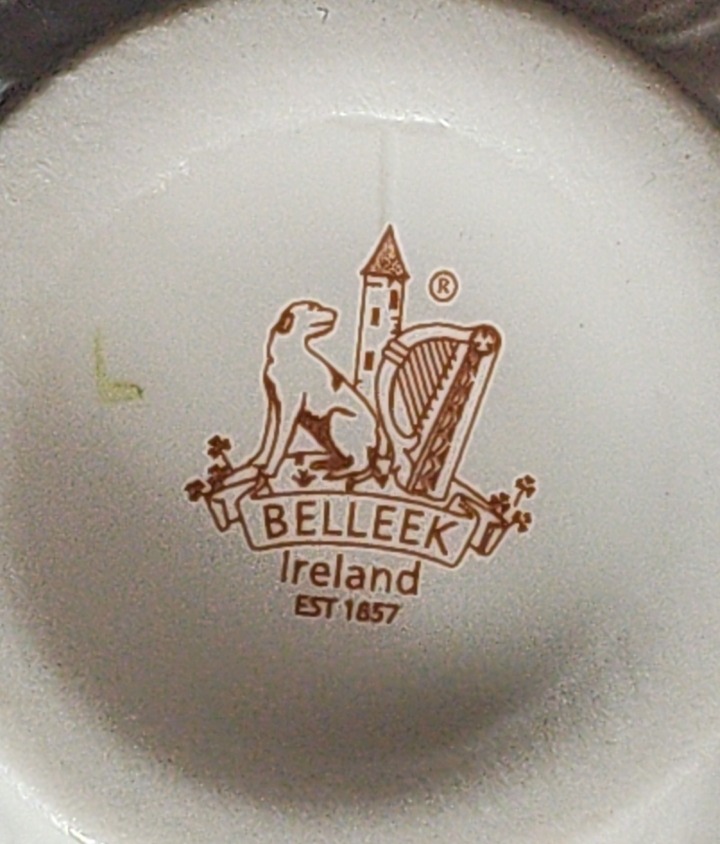 ®
L
BELLEEK
Ireland
EST 1857